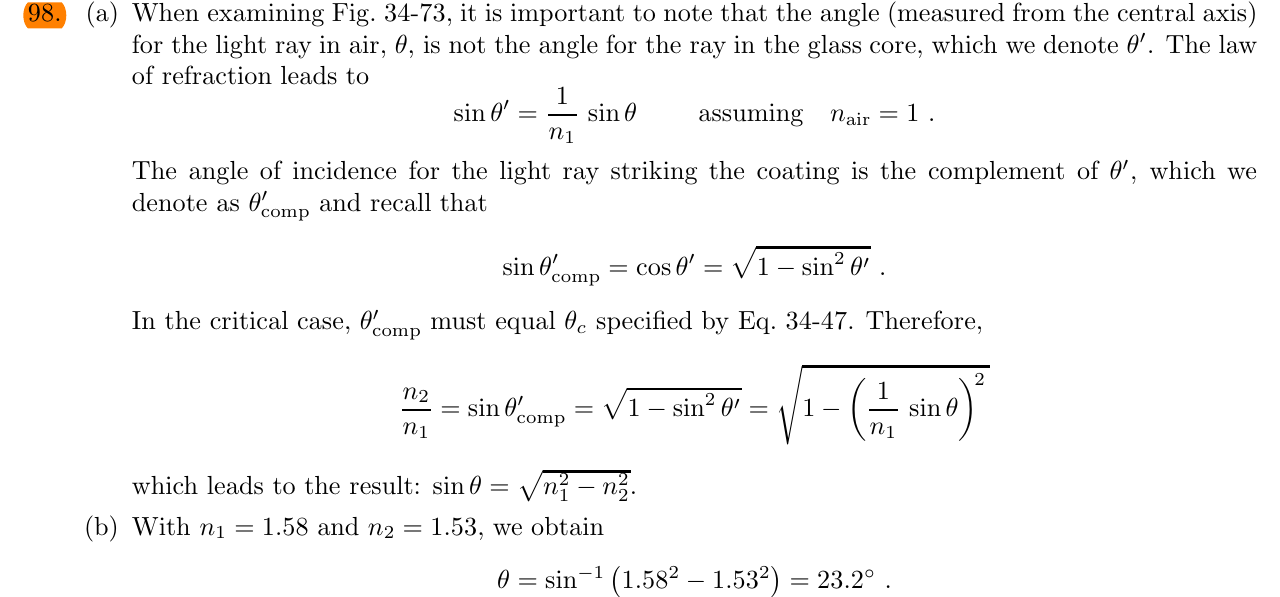 98. (a) When examining Fig. 34-73, it is important to note that the angle (measured from the central axis)
for the light ray in air, θ, is not the angle for the ray in the glass core, which we denote θ′. The law
of refraction leads to
sin θ′ = 1/n₁ sin θ assuming n_air = 1 .
The angle of incidence for the light ray striking the coating is the complement of θ′, which we
denote as θ′_comp and recall that
sin θ′_comp = cos θ′ = √(1 − sin² θ′) .
In the critical case, θ′_comp must equal θ_c specified by Eq. 34-47. Therefore,
n₂/n₁ = sin θ′_comp = √(1 − sin² θ′) = √(1 − (1/n₁ sin θ)²)
which leads to the result: sin θ = √(n₁² − n₂²).
(b) With n₁ = 1.58 and n₂ = 1.53, we obtain
θ = sin⁻¹ (1.58² − 1.53²) = 23.2° .